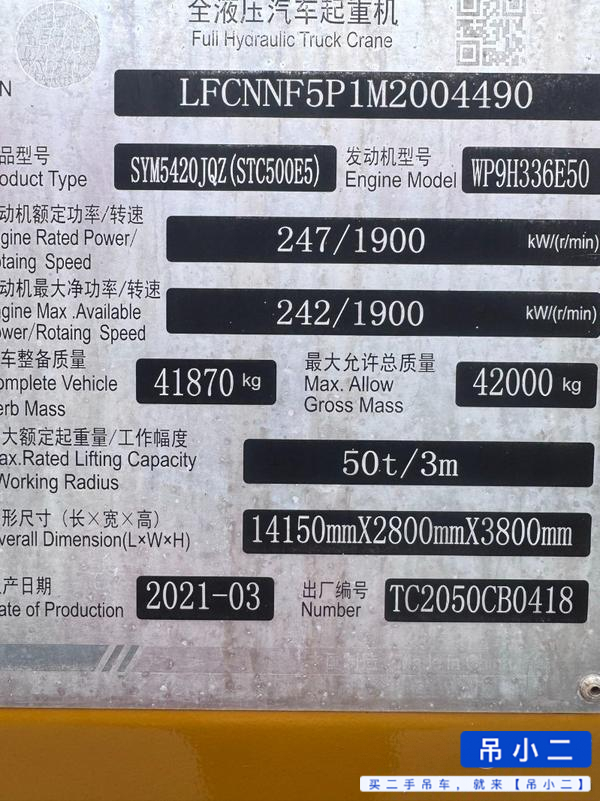 全液压汽车起重机
Full Hydraulic Truck Crane
N LFCNNF5P1M2004490
品型号 SYM5420JQZ(STC500E5) 发动机型号 WP9H336E50
oduct Type Engine Model
动机额定功率/转速
gine Rated Power/ 247/1900 kW/(r/min)
otaing Speed
动机最大净功率/转速
ngine Max .Available 242/1900 kW/(r/min)
ower/Rotaing Speed
车整备质量 41870 kg 最大允许总质量 42000 kg
omplete Vehicle Max. Allow
erb Mass Gross Mass
大额定起重量/工作幅度
ax.Rated Lifting Capacity 50t/3m
Working Radius
形尺寸（长×宽×高） 14150mmX2800mmX3800mm
verall Dimension(L×W×H)
产日期 2021-03 出厂编号 TC2050CB0418
ate of Production Number
吊小二
买二手吊车，就来【吊小二】